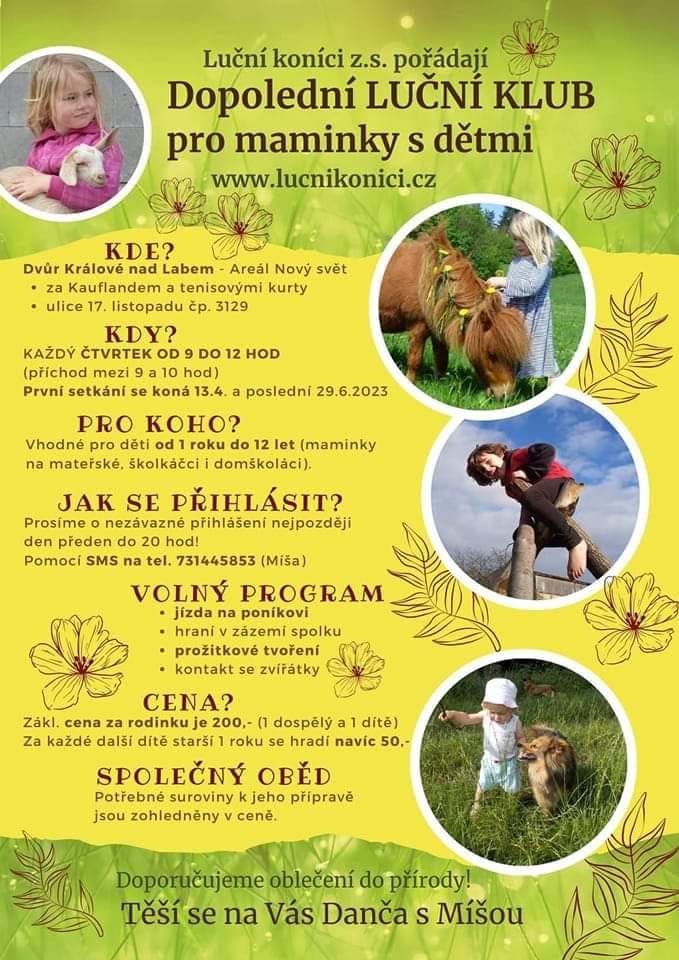 Luční koníci z.s. pořádají
Dopolední LUČNÍ KLUB
pro maminky s dětmi
www.lucnikonici.cz
KDE?
Dvůr Králové nad Labem - Areál Nový svět
• za Kauflandem a tenisovými kurty
• ulice 17. listopadu čp. 3129
KDY?
KAŽDÝ ČTVRTEK OD 9 DO 12 HOD
(příchod mezi 9 a 10 hod)
První setkání se koná 13.4. a poslední 29.6.2023
PRO KOHO?
Vhodné pro děti od 1 roku do 12 let (maminky
na mateřské, školkáčci i domškoláci).
JAK SE PŘIHLÁSIT?
Prosíme o nezávazné přihlášení nejpozději
den předen do 20 hod!
Pomocí SMS na tel. 731445853 (Míša)
VOLNÝ PROGRAM
• jízda na poníkovi
• hraní v zázemí spolku
• prožitkové tvoření
• kontakt se zvířátky
CENA?
Zákl. cena za rodinku je 200,- (1 dospělý a 1 dítě)
Za každé další dítě starší 1 roku se hradí navíc 50,-
SPOLEČNÝ OBĚD
Potřebné suroviny k jeho přípravě
jsou zohledněny v ceně.
Doporučujeme oblečení do přírody!
Těší se na Vás Danča s Míšou